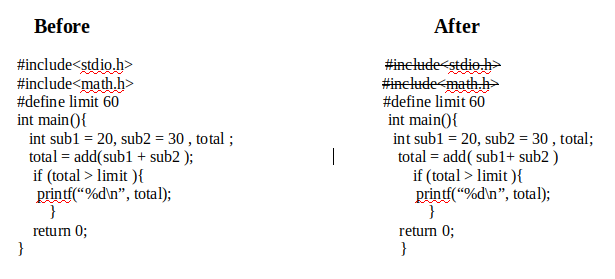 Before
#include<stdio.h>
#include<math.h>
#define limit 60
int main(){
int sub1 = 20, sub2 = 30 , total ;
total = add(sub1 + sub2 );
if (total > limit ){
printf(“%d\n”, total);
}
return 0;
}
After
#include<stdio.h>
#include<math.h>
#define limit 60
int main(){
int sub1 = 20, sub2 = 30 , total;
total = add( sub1+ sub2 )
if (total > limit ){
printf(“%d\n”, total);
}
return 0;
}